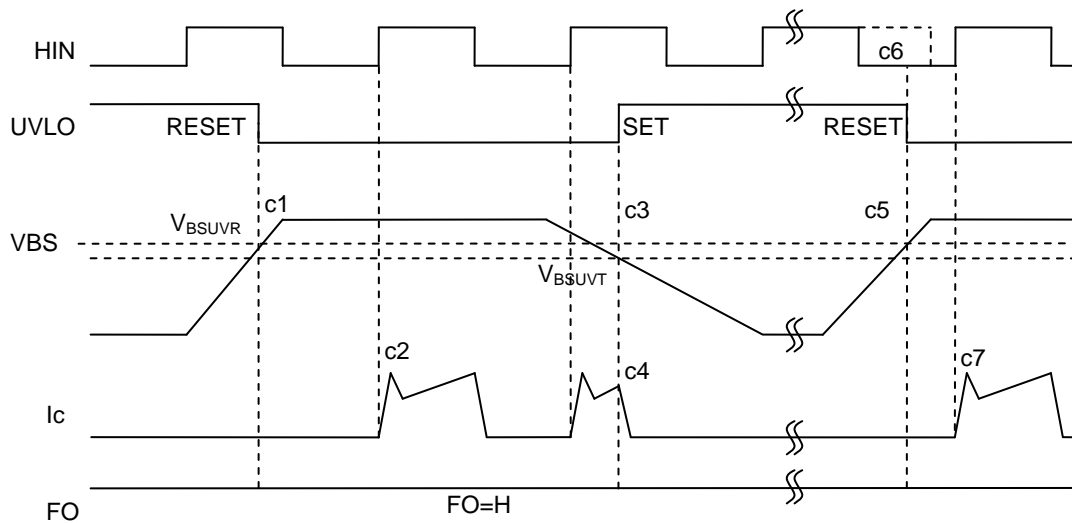 HIN
c6
UVLO
RESET
SET
RESET
c1
c3
c5
VBSUVR
VBS
VBSUVT
c2
c4
c7
Ic
FO
FO=H